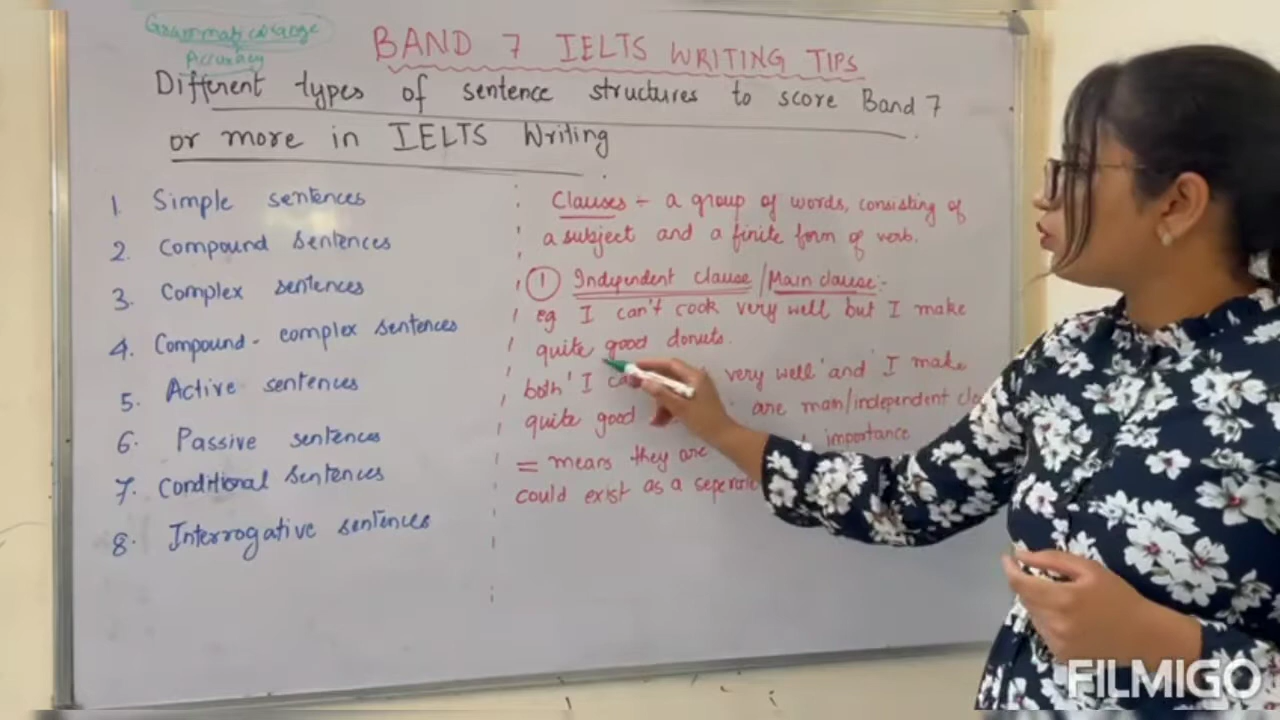 Grammatical Range
Accuracy
BAND 7 IELTS WRITING TIPS
Different types of sentence structures to score Band 7
or more in IELTS Writing
1. Simple sentences
2. Compound sentences
3. Complex sentences
4. Compound-complex sentences
5. Active sentences
6. Passive sentences
7. Conditional sentences
8. Interrogative sentences
Clauses - a group of words, consisting of
a subject and a finite form of verb.
① Independent clause / Main clause:-
eg I can't cook very well but I make
quite good donuts.
both 'I very well' and 'I make
quite good are main/independent
= means they are importance
could exist as a seperate
FILMIGO